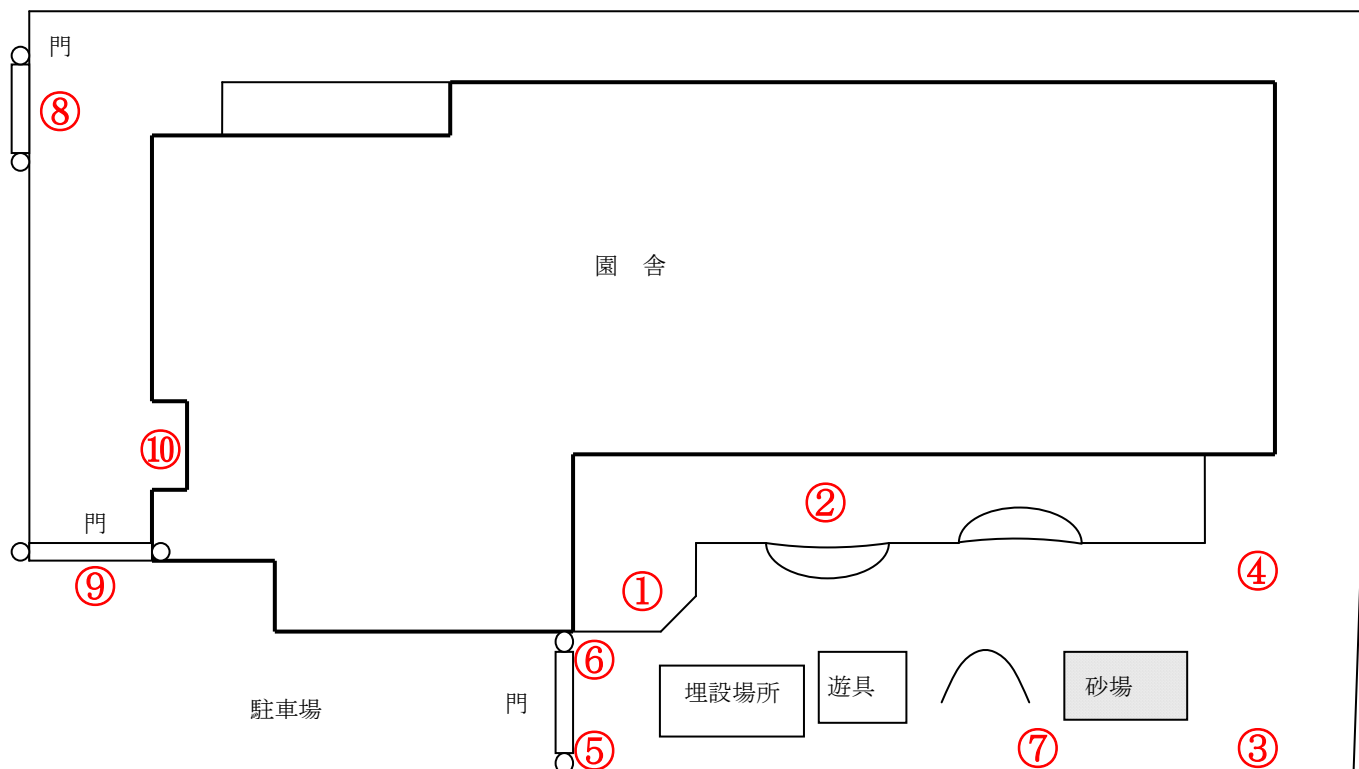 門
⑧
園　舎
⑩
②
門
⑨
①
④
⑥
埋設場所
遊具
砂場
駐車場
門
⑤
⑦
③